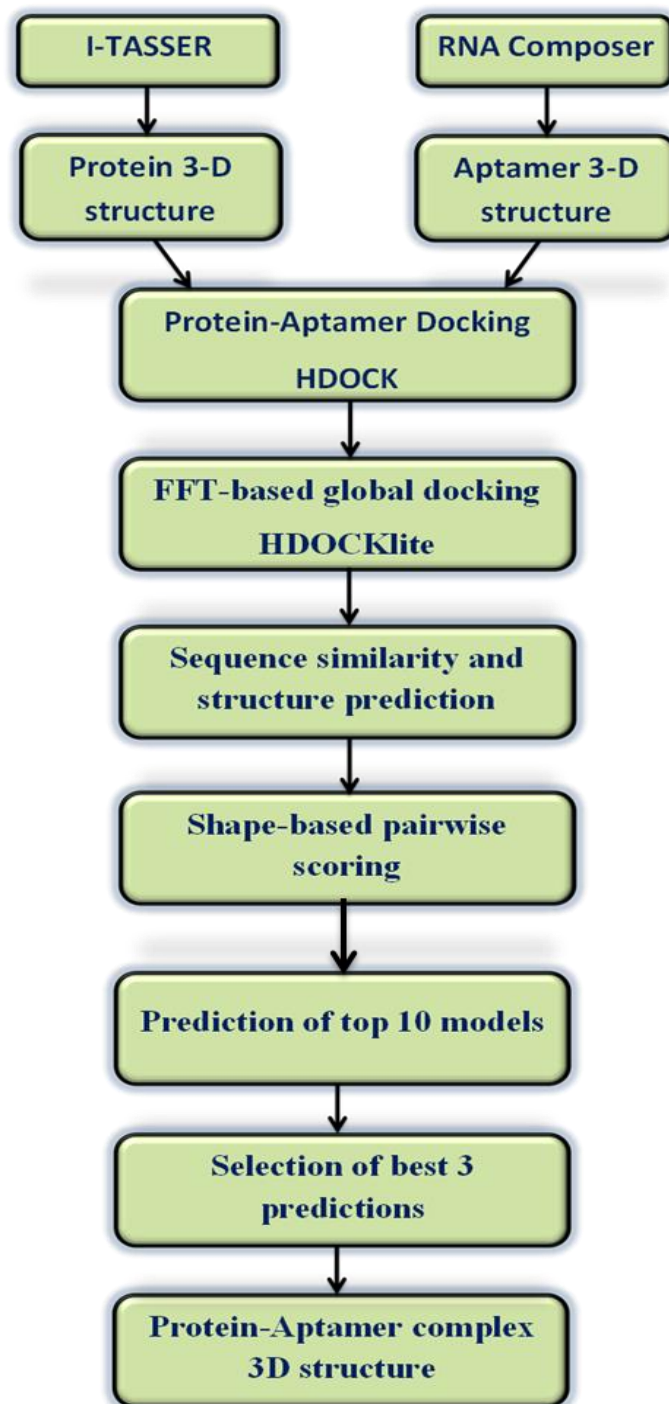 I-TASSER
RNA Composer
Protein 3-D
structure
Aptamer 3-D
structure
Protein-Aptamer Docking
HDOCK
FFT-based global docking
HDOCKlite
Sequence similarity and
structure prediction
Shape-based pairwise
scoring
Prediction of top 10 models
Selection of best 3
predictions
Protein-Aptamer complex
3D structure